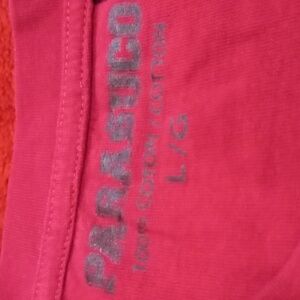 PARASUCO
100% COTON / COTTON
L / G